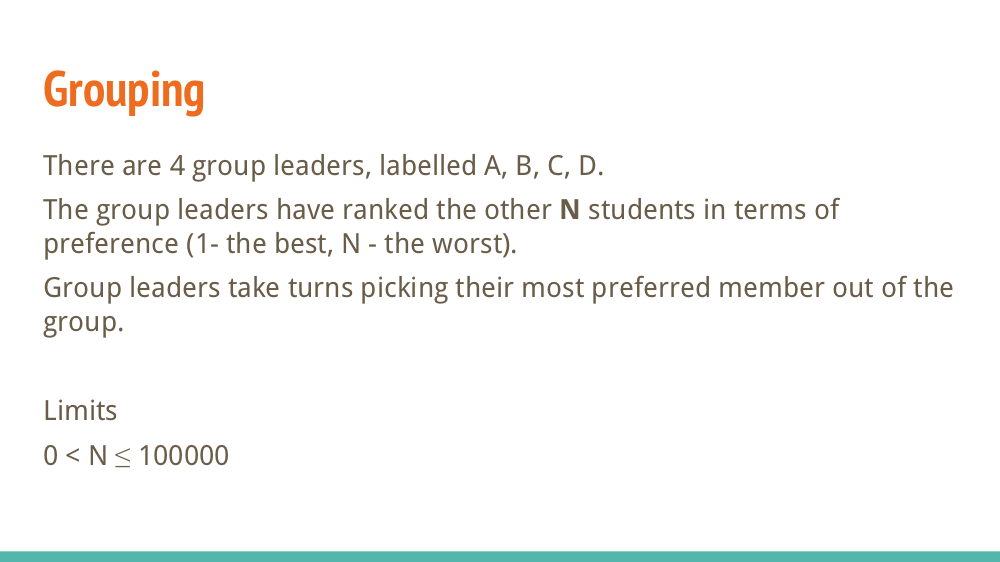 Grouping
There are 4 group leaders, labelled A, B, C, D.
The group leaders have ranked the other N students in terms of
preference (1- the best, N - the worst).
Group leaders take turns picking their most preferred member out of the
group.
Limits
0 < N ≤ 100000